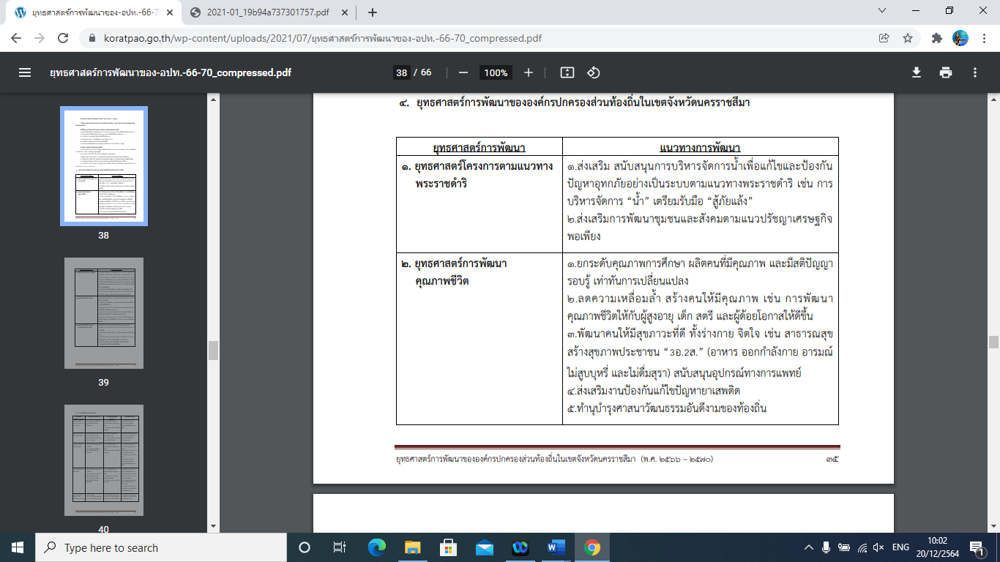 ยุทธศาสตร์การพัฒนาของ-อปท.-66-7
2021-01_19b94a737301757.pdf
koratpao.go.th/wp-content/uploads/2021/07/ยุทธศาสตร์การพัฒนาของ-อปท.-66-70_compressed.pdf
ยุทธศาสตร์การพัฒนาของ-อปท.-66-70_compressed.pdf
38 / 66
100%
38
39
40
๔. ยุทธศาสตร์การพัฒนาขององค์กรปกครองส่วนท้องถิ่นในเขตจังหวัดนครราชสีมา
ยุทธศาสตร์การพัฒนา
แนวทางการพัฒนา
๑. ยุทธศาสตร์โครงการตามแนวทาง
พระราชดำริ
๑.ส่งเสริม สนับสนุนการบริหารจัดการน้ำเพื่อแก้ไขและป้องกัน
ปัญหาอุทกภัยอย่างเป็นระบบตามแนวทางพระราชดำริ เช่น การ
บริหารจัดการ “น้ำ” เตรียมรับมือ “สู้ภัยแล้ง”
๒.ส่งเสริมการพัฒนาชุมชนและสังคมตามแนวปรัชญาเศรษฐกิจ
พอเพียง
๒. ยุทธศาสตร์การพัฒนา
คุณภาพชีวิต
๑.ยกระดับคุณภาพการศึกษา ผลิตคนที่มีคุณภาพ และมีสติปัญญา
รอบรู้ เท่าทันการเปลี่ยนแปลง
๒.ลดความเหลื่อมล้ำ สร้างคนให้มีคุณภาพ เช่น การพัฒนา
คุณภาพชีวิตให้กับผู้สูงอายุ เด็ก สตรี และผู้ด้อยโอกาสให้ดีขึ้น
๓.พัฒนาคนให้มีสุขภาวะที่ดี ทั้งร่างกาย จิตใจ เช่น สาธารณสุข
สร้างสุขภาพประชาชน “3อ.2ส.” (อาหาร ออกกำลังกาย อารมณ์
ไม่สูบบุหรี่ และไม่ดื่มสุรา) สนับสนุนอุปกรณ์ทางการแพทย์
๔.ส่งเสริมงานป้องกันแก้ไขปัญหายาเสพติด
๕.ทำนุบำรุงศาสนาวัฒนธรรมอันดีงามของท้องถิ่น
ยุทธศาสตร์การพัฒนาขององค์กรปกครองส่วนท้องถิ่นในเขตจังหวัดนครราชสีมา (พ.ศ. ๒๕๖๖ – ๒๕๗๐)
๓๕
Type here to search
ENG
10:02
20/12/2564
1